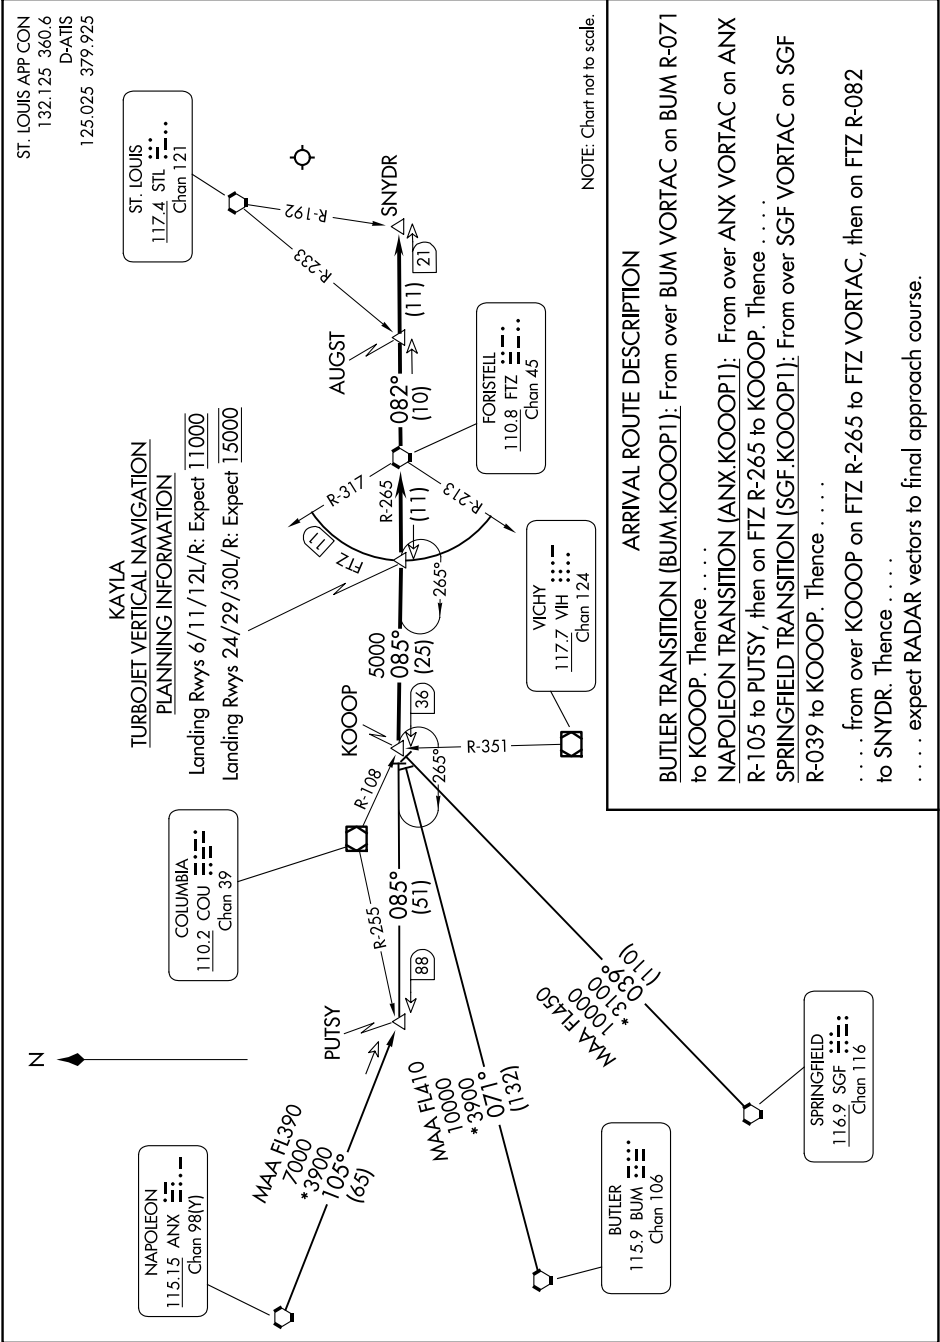 ST. LOUIS APP CON
132.125 360.6
D-ATIS
125.025 379.925
ST. LOUIS
117.4 STL
Chan 121
KAYLA
TURBOJET VERTICAL NAVIGATION
PLANNING INFORMATION
Landing Rwys 6/11/12L/R: Expect 11000
Landing Rwys 24/29/30L/R: Expect 15000
COLUMBIA
110.2 COU
Chan 39
N
NAPOLEON
115.15 ANX
Chan 98(Y)
MAA FL390
7000
*3900
105°
(65)
PUTSY
88
R-255
085°
(51)
R-108
KOOOP
265°
36
R-351
5000
085°
(25)
265°
FTZ
11
R-317
R-265
(11)
R-213
082°
(10)
AUGST
R-233
(11)
21
R-192
SNYDR
FORISTELL
110.8 FTZ
Chan 45
VICHY
117.7 VIH
Chan 124
MAA FL410
10000
*3900
071°
(132)
BUTLER
115.9 BUM
Chan 106
MAA FL450
10000
*3100
039°
(110)
SPRINGFIELD
116.9 SGF
Chan 116
NOTE: Chart not to scale.
ARRIVAL ROUTE DESCRIPTION
BUTLER TRANSITION (BUM.KOOOP1): From over BUM VORTAC on BUM R-071
to KOOOP. Thence . . . .
NAPOLEON TRANSITION (ANX.KOOOP1): From over ANX VORTAC on ANX
R-105 to PUTSY, then on FTZ R-265 to KOOOP. Thence . . . .
SPRINGFIELD TRANSITION (SGF.KOOOP1): From over SGF VORTAC on SGF
R-039 to KOOOP. Thence . . . .
. . . . from over KOOOP on FTZ R-265 to FTZ VORTAC, then on FTZ R-082
to SNYDR. Thence . . . .
. . . . expect RADAR vectors to final approach course.